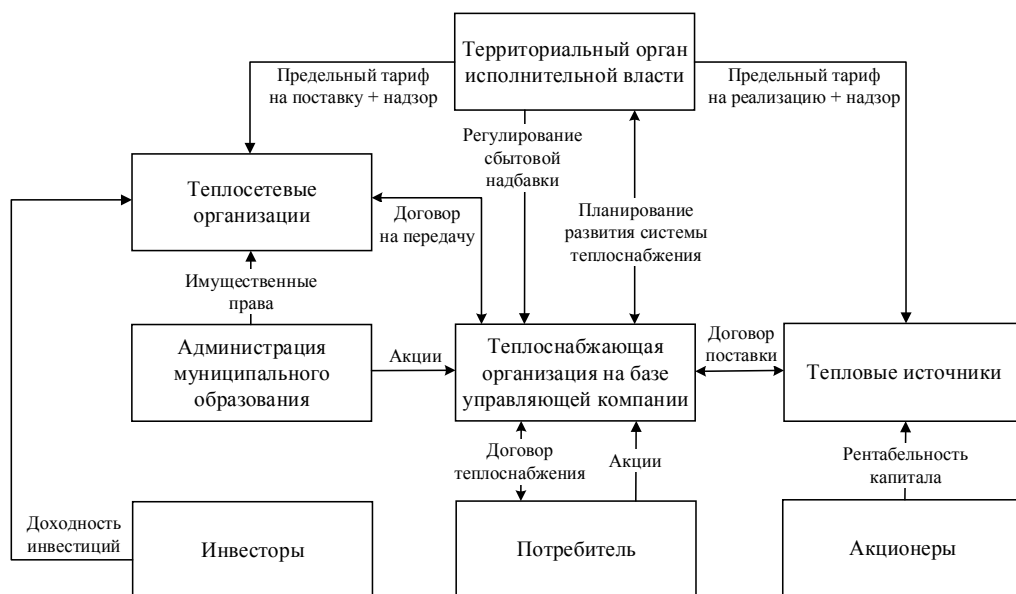 Территориальный орган
исполнительной власти
Предельный тариф
на поставку + надзор
Предельный тариф
на реализацию + надзор
Регулирование
сбытовой
надбавки
Теплосетевые
организации
Договор
на передачу
Планирование
развития системы
теплоснабжения
Имущественные
права
Администрация
муниципального
образования
Акции
Теплоснабжающая
организация на базе
управляющей компании
Договор
поставки
Тепловые источники
Договор
теплоснабжения
Акции
Рентабельность
капитала
Доходность
инвестиций
Инвесторы
Потребитель
Акционеры